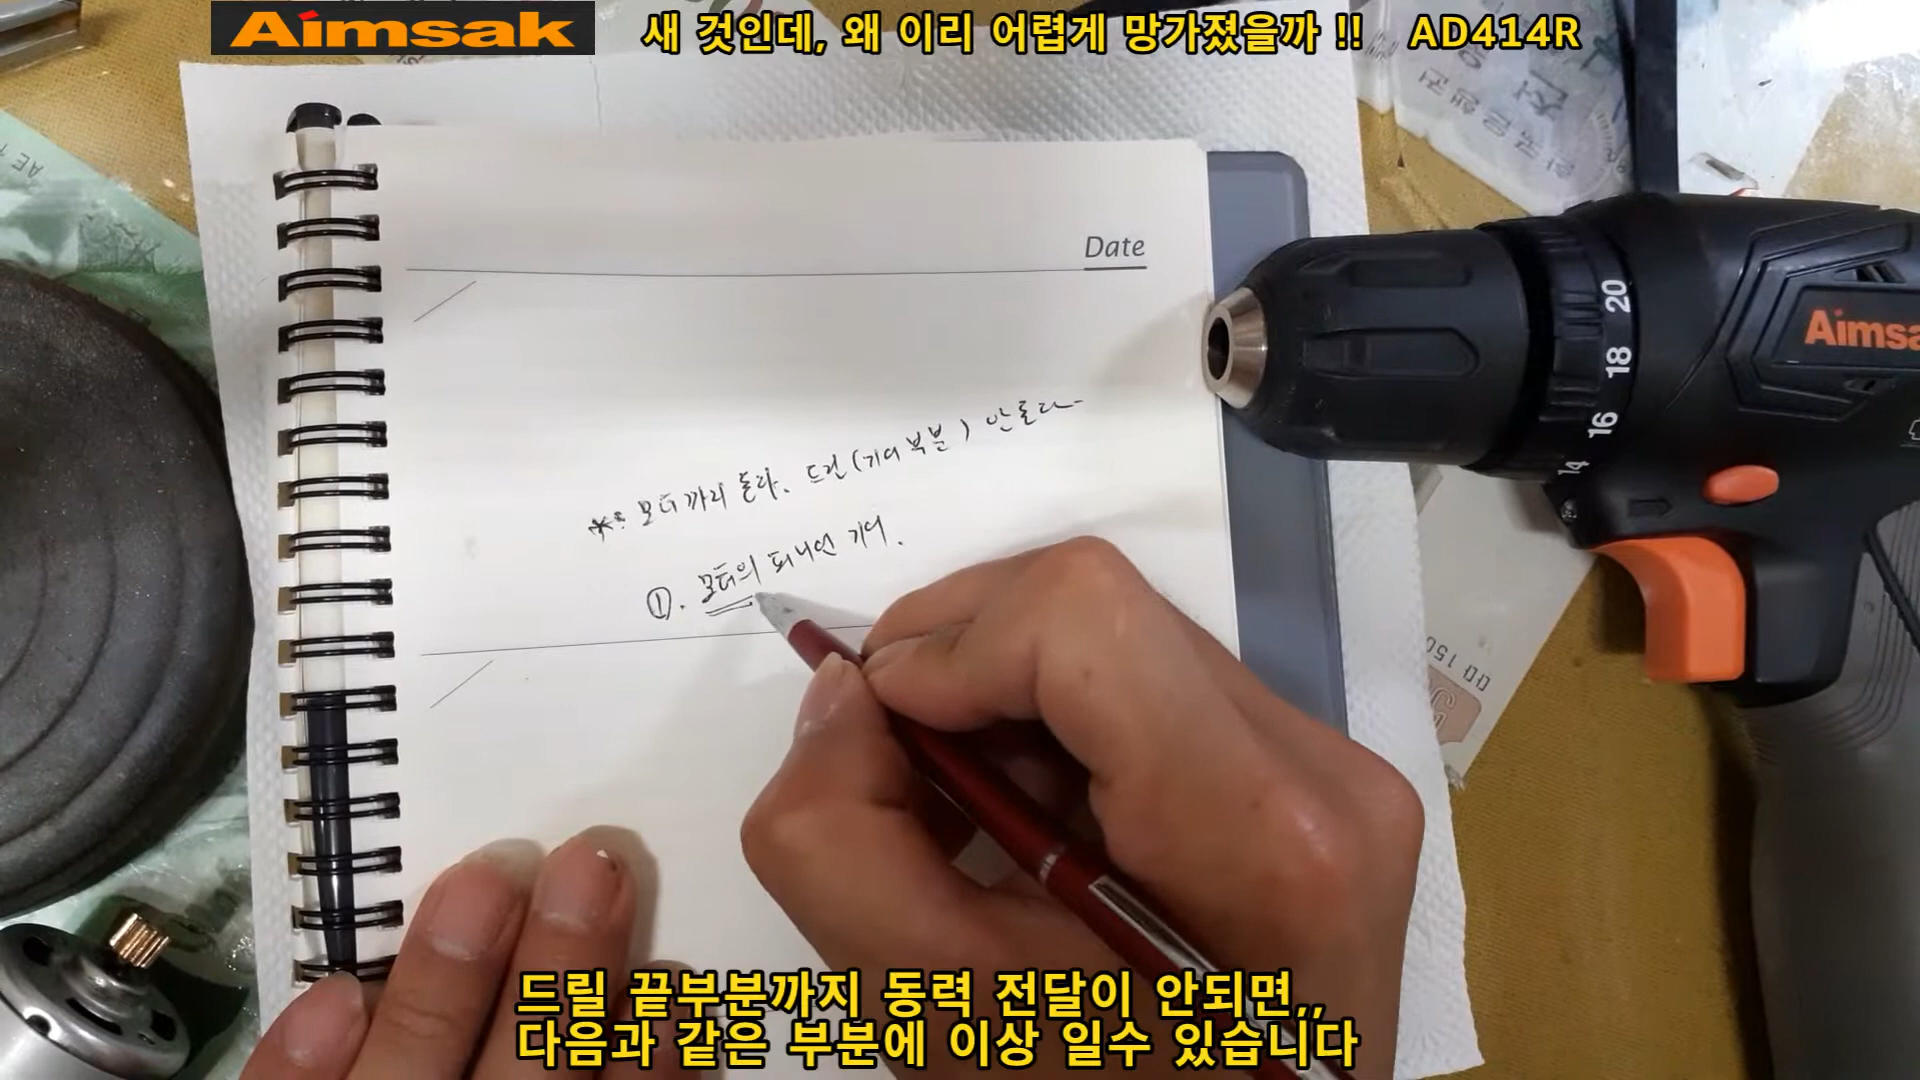 Aimsak 새 것인데, 왜 이리 어렵게 망가졌을까 !! AD414R
Date
모터까지 돌다. 드릴(기어 부분) 안돌다
①. 모터의 피니언 기어.
20
18
16
14
Aimsa
드릴 끝부분까지 동력 전달이 안되면,,
다음과 같은 부분에 이상 일수 있습니다